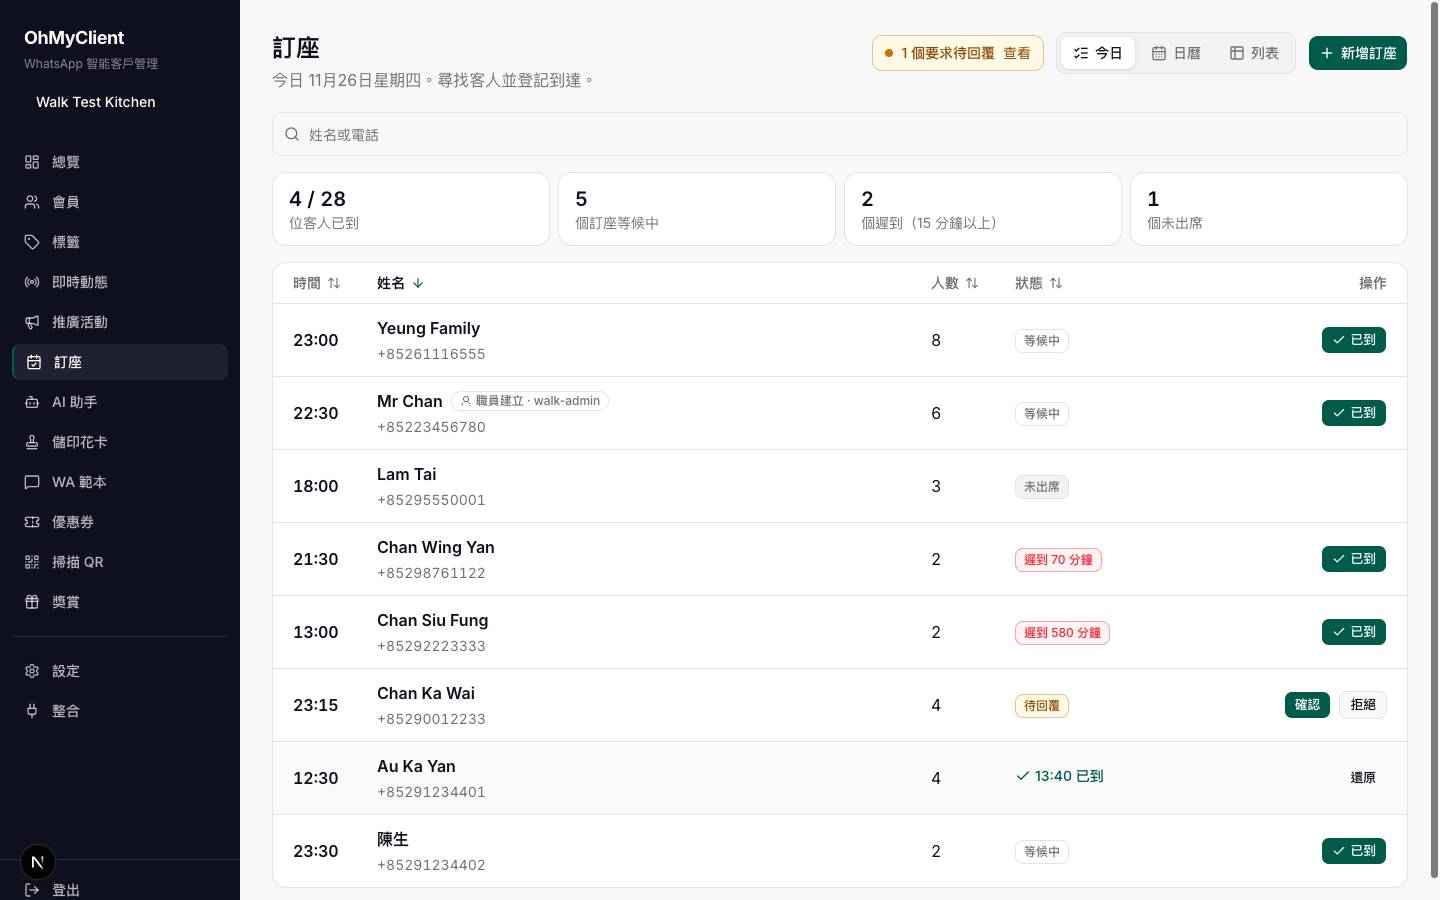 OhMyClient
WhatsApp 智能客戶管理
Walk Test Kitchen
總覽
會員
標籤
即時動態
推廣活動
訂座
AI 助手
儲印花卡
WA 範本
優惠券
掃描 QR
獎賞
設定
整合
N
登出
訂座
今日 11月26日星期四。尋找客人並登記到達。
1 個要求待回覆 查看
今日
日曆
列表
新增訂座
姓名或電話
4 / 28
位客人已到
5
個訂座等候中
2
個遲到（15 分鐘以上）
1
個未出席
時間 姓名 人數 狀態 操作
23:00 Yeung Family 8 等候中 已到
+85261116555
22:30 Mr Chan 職員建立 · walk-admin 6 等候中 已到
+85223456780
18:00 Lam Tai 3 未出席
+85295550001
21:30 Chan Wing Yan 2 遲到 70 分鐘 已到
+85298761122
13:00 Chan Siu Fung 2 遲到 580 分鐘 已到
+85292223333
23:15 Chan Ka Wai 4 待回覆 確認 拒絕
+85290012233
12:30 Au Ka Yan 4 13:40 已到 還原
+85291234401
23:30 陳生 2 等候中 已到
+85291234402